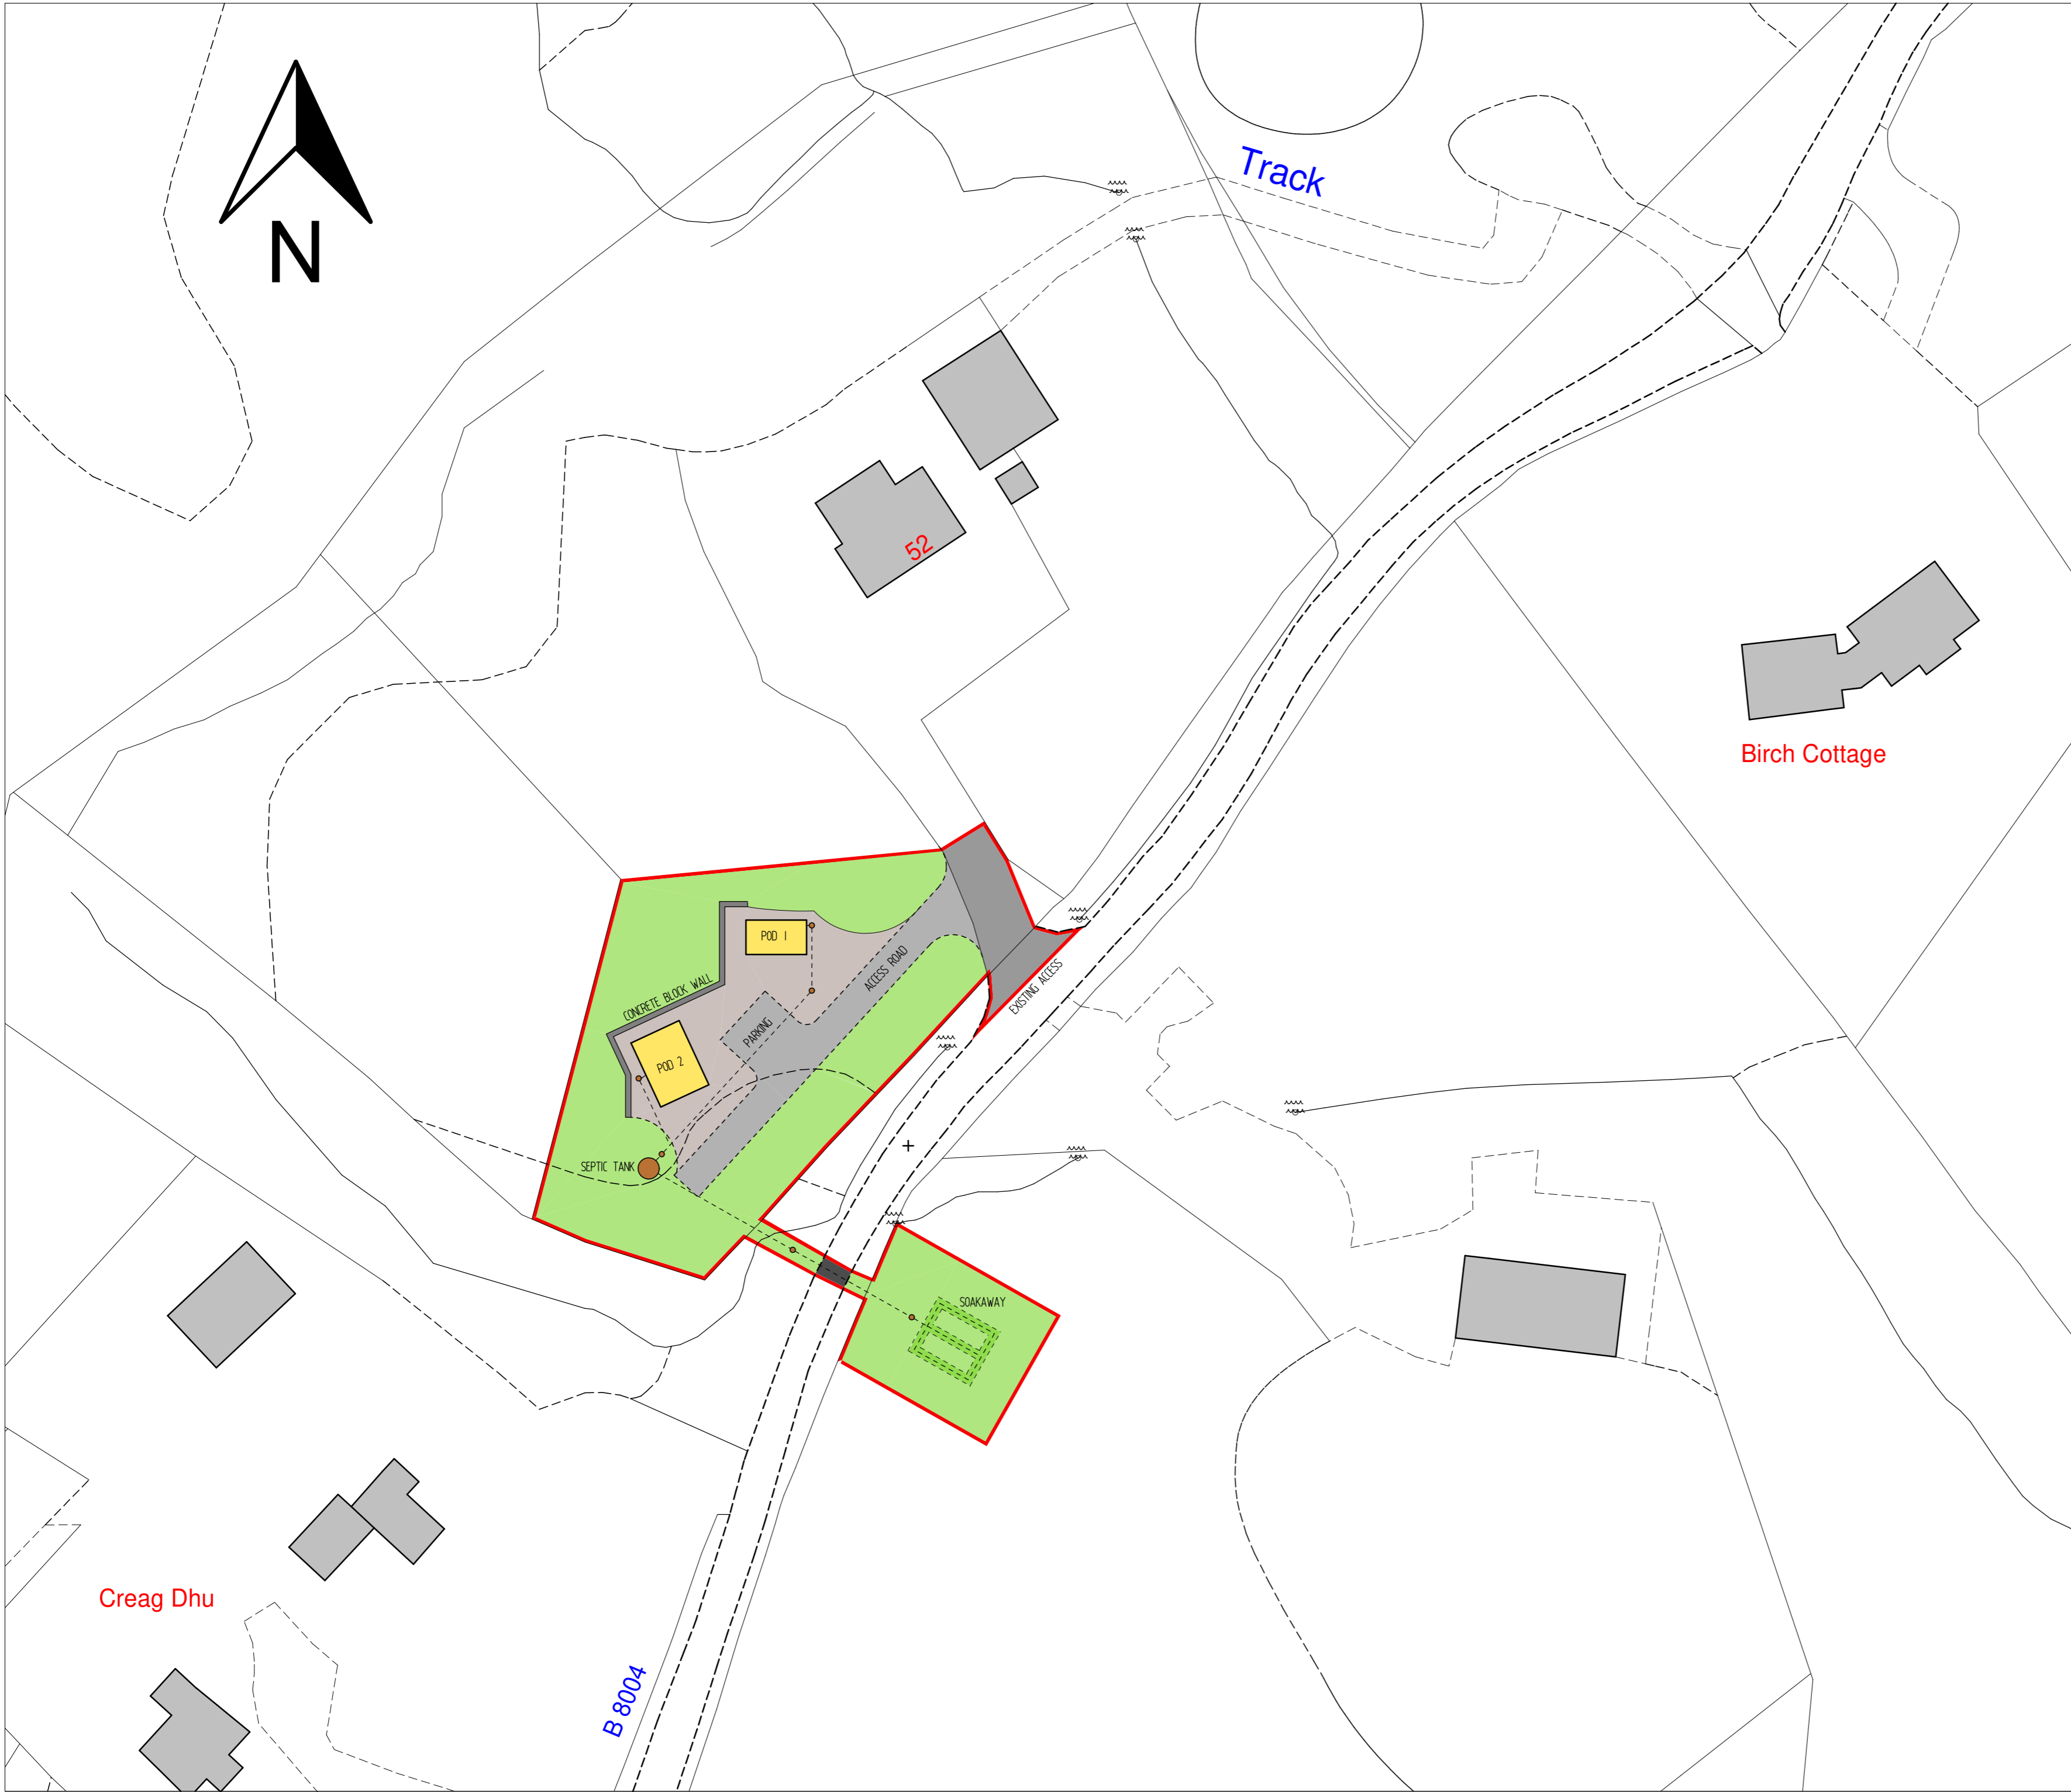 Track
N
52
Birch Cottage
POD 1
ACCESS ROAD
EXISTING ACCESS
CONCRETE BLOCK WALL
PARKING
POD 2
SEPTIC TANK
SOAKAWAY
Creag Dhu
B 8004